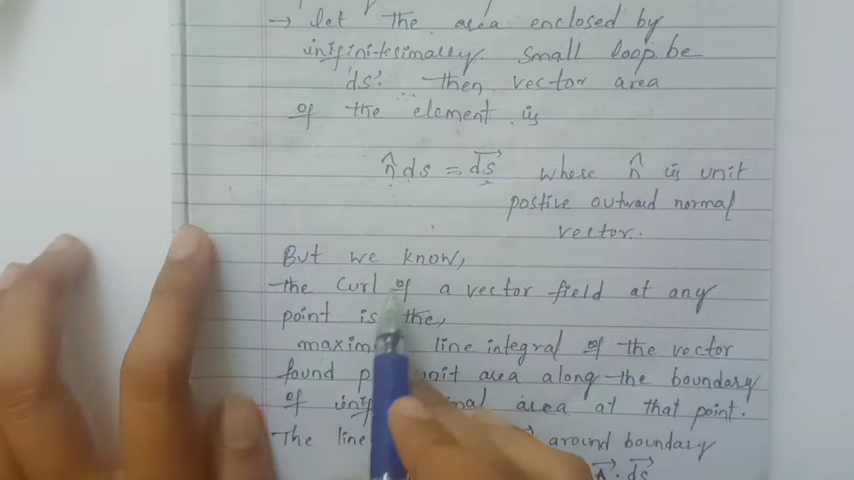 → let the area enclosed by
inifinitesimally small loop be
'ds'. then vector area
of the element is
n̂ ds = d͞s⃗ where n̂ is unit
postive outward normal
vector.
But we know,
the curl of a vector field at any
point is the,
line integral of the vector
found unit area along the boundary
of area at that point.
The line around boundary